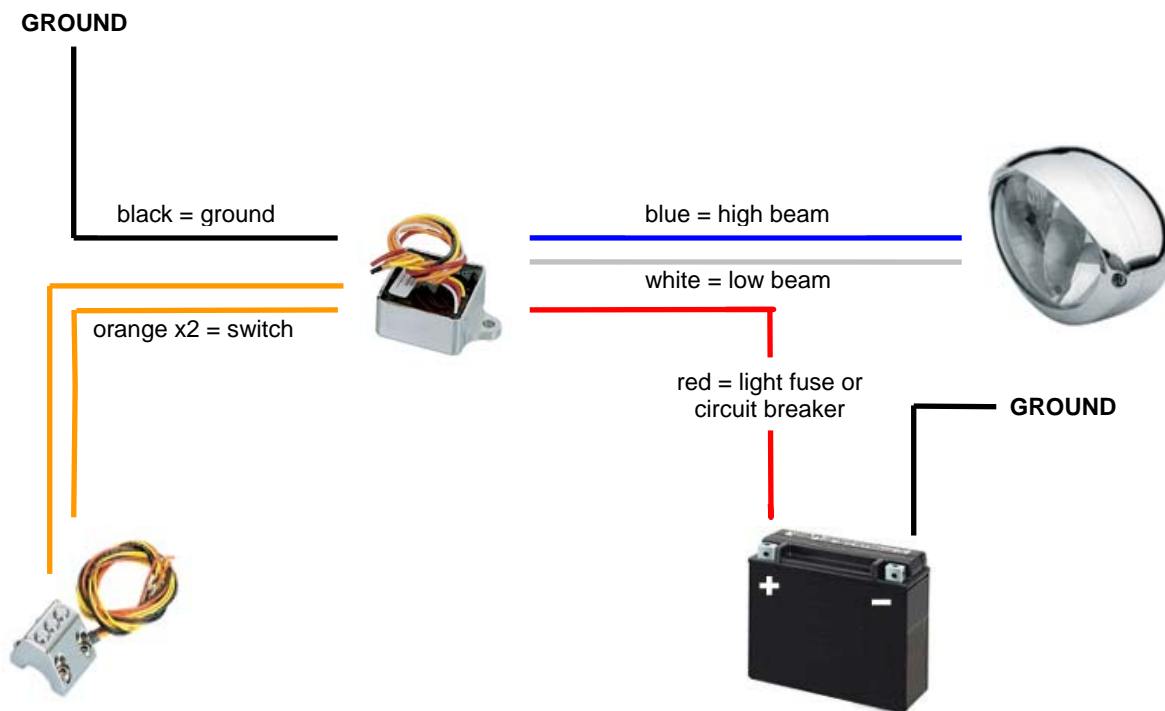 GROUND
black = ground
blue = high beam
white = low beam
orange x2 = switch
red = light fuse or
circuit breaker
GROUND
+
-